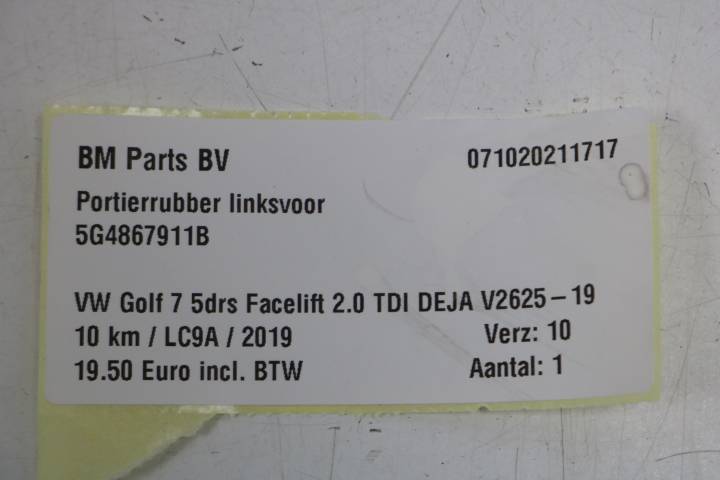 BM Parts BV 071020211717
Portierrubber linksvoor
5G4867911B
VW Golf 7 5drs Facelift 2.0 TDI DEJA V2625-19
10 km / LC9A / 2019 Verz: 10
19.50 Euro incl. BTW Aantal: 1